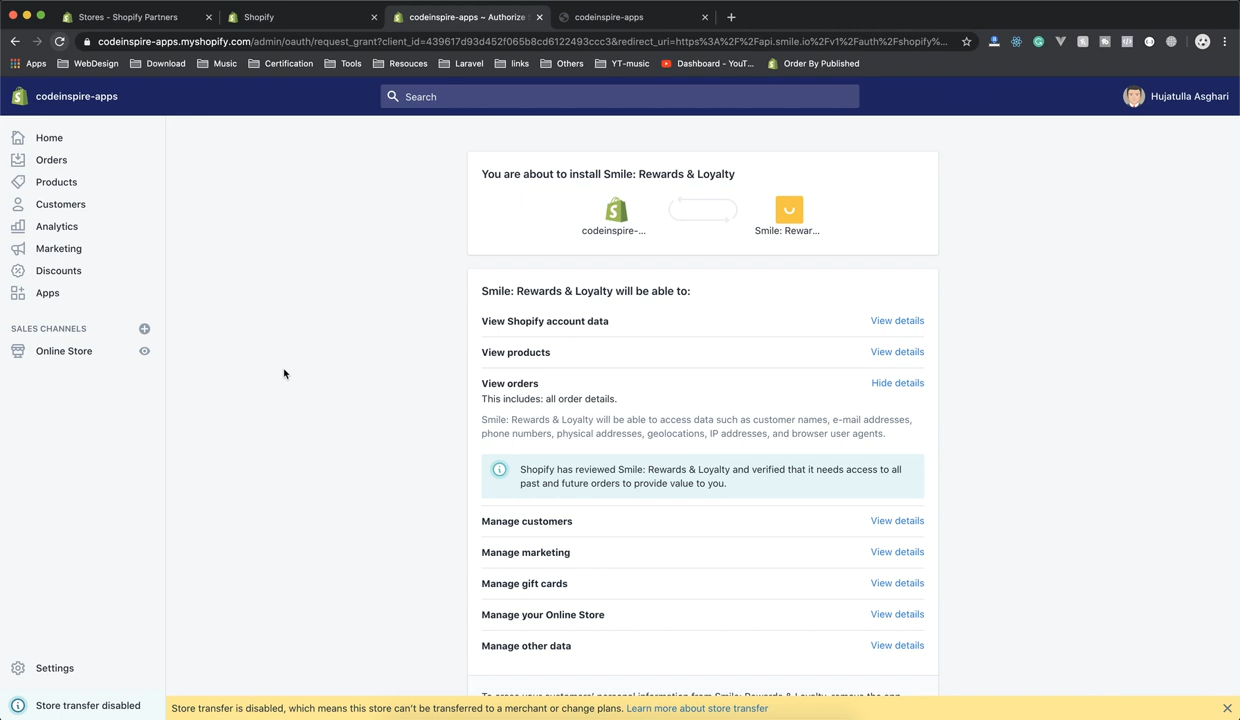 Stores - Shopify Partners
Shopify
codeinspire-apps ~ Authorize
codeinspire-apps
codeinspire-apps.myshopify.com/admin/oauth/request_grant?client_id=439617d93d452f065b8cd6122493ccc3&redirect_uri=https%3A%2F%2Fapi.smile.io%2Fv1%2Fauth%2Fshopify%...
Apps
WebDesign
Download
Music
Certification
Tools
Resouces
Laravel
links
Others
YT-music
Dashboard - YouT...
Order By Published
codeinspire-apps
Search
Hujatulla Asghari
Home
Orders
Products
Customers
Analytics
Marketing
Discounts
Apps
SALES CHANNELS
Online Store
Settings
Store transfer disabled
You are about to install Smile: Rewards & Loyalty
codeinspire-...
Smile: Rewar...
Smile: Rewards & Loyalty will be able to:
View Shopify account data View details
View products View details
View orders Hide details
This includes: all order details.
Smile: Rewards & Loyalty will be able to access data such as customer names, e-mail addresses,
phone numbers, physical addresses, geolocations, IP addresses, and browser user agents.
Shopify has reviewed Smile: Rewards & Loyalty and verified that it needs access to all
past and future orders to provide value to you.
Manage customers View details
Manage marketing View details
Manage gift cards View details
Manage your Online Store View details
Manage other data View details
To erase your customers' personal information from Smile: Rewards & Loyalty, remove the app
Store transfer is disabled, which means this store can't be transferred to a merchant or change plans. Learn more about store transfer